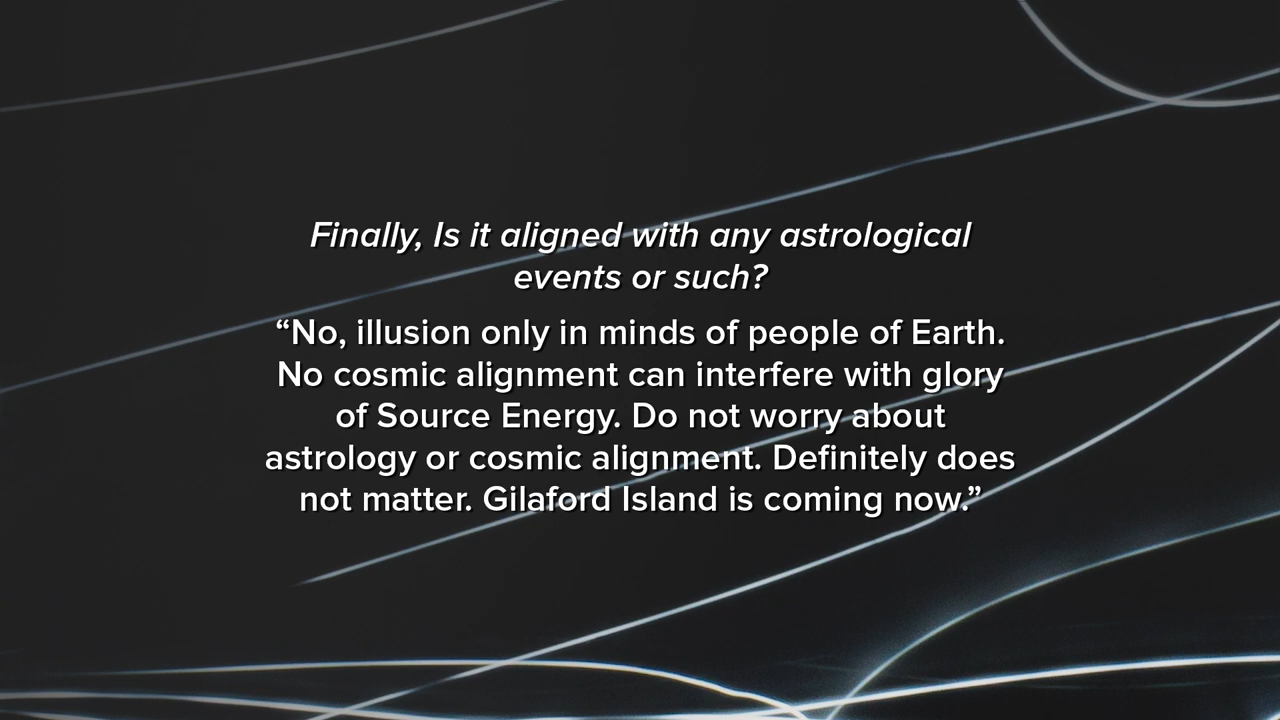 Finally, Is it aligned with any astrological
events or such?
“No, illusion only in minds of people of Earth.
No cosmic alignment can interfere with glory
of Source Energy. Do not worry about
astrology or cosmic alignment. Definitely does
not matter. Gilaford Island is coming now.”